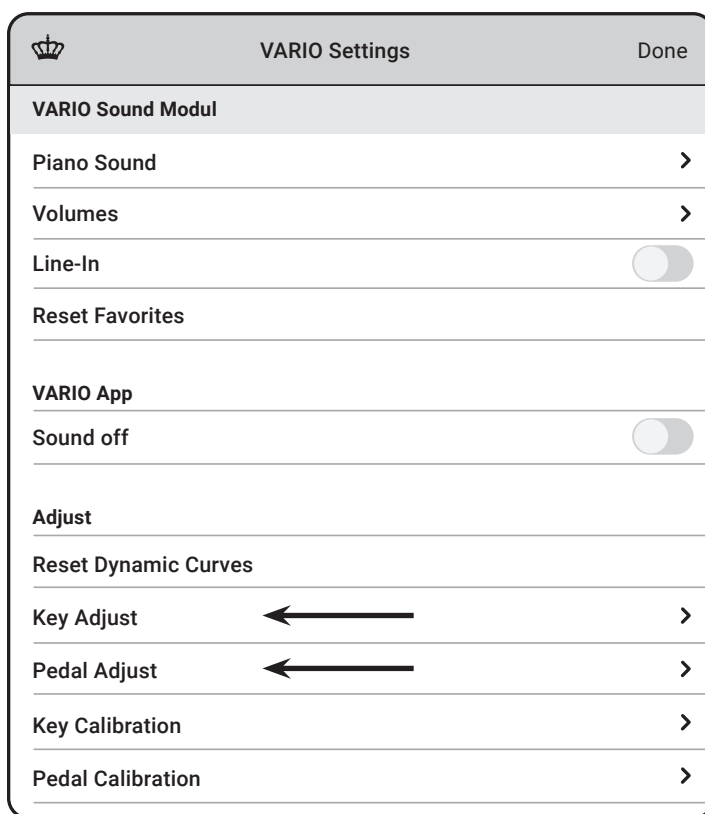 VARIO Settings Done
VARIO Sound Modul
Piano Sound
Volumes
Line-In
Reset Favorites
VARIO App
Sound off
Adjust
Reset Dynamic Curves
Key Adjust
Pedal Adjust
Key Calibration
Pedal Calibration